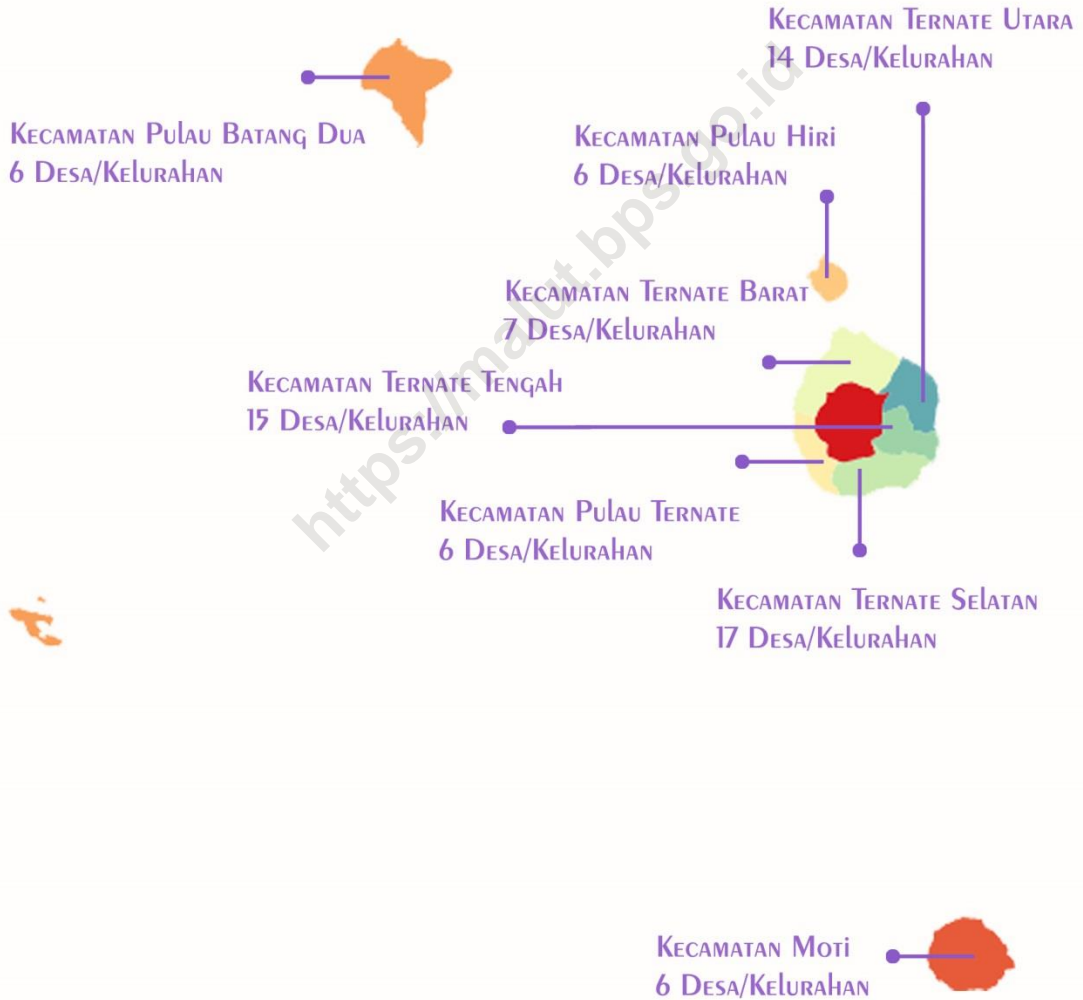 Kecamatan Ternate Utara
14 Desa/Kelurahan
Kecamatan Pulau Batang Dua
6 Desa/Kelurahan
Kecamatan Pulau Hiri
6 Desa/Kelurahan
Kecamatan Ternate Barat
7 Desa/Kelurahan
Kecamatan Ternate Tengah
15 Desa/Kelurahan
Kecamatan Pulau Ternate
6 Desa/Kelurahan
Kecamatan Ternate Selatan
17 Desa/Kelurahan
Kecamatan Moti
6 Desa/Kelurahan
https://malut.bps.go.id